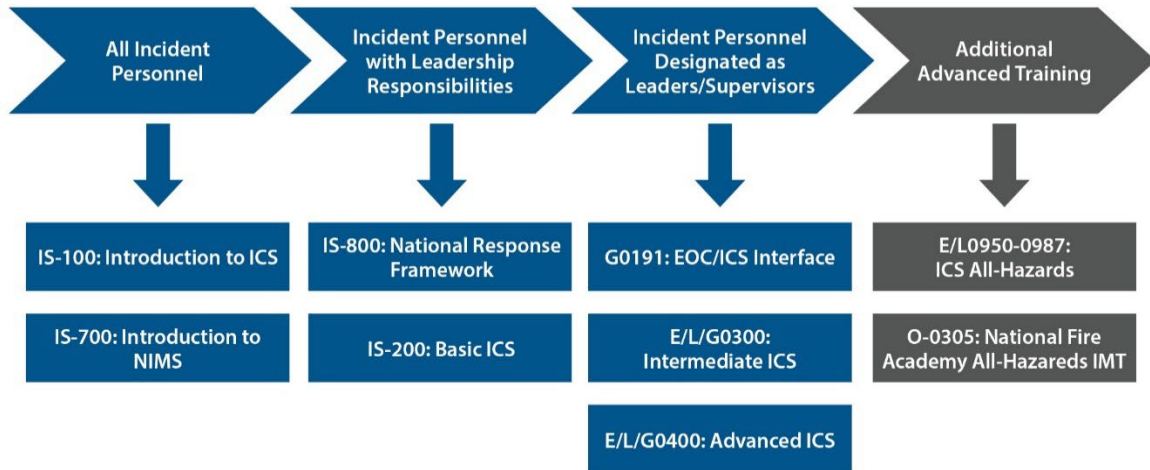 All Incident
Personnel
Incident Personnel
with Leadership
Responsibilities
Incident Personnel
Designated as
Leaders/Supervisors
Additional
Advanced Training
IS-100: Introduction to ICS
IS-700: Introduction to
NIMS
IS-800: National Response
Framework
IS-200: Basic ICS
G0191: EOC/ICS Interface
E/L/G0300:
Intermediate ICS
E/L/G0400: Advanced ICS
E/L0950-0987:
ICS All-Hazards
O-0305: National Fire
Academy All-Hazareds IMT